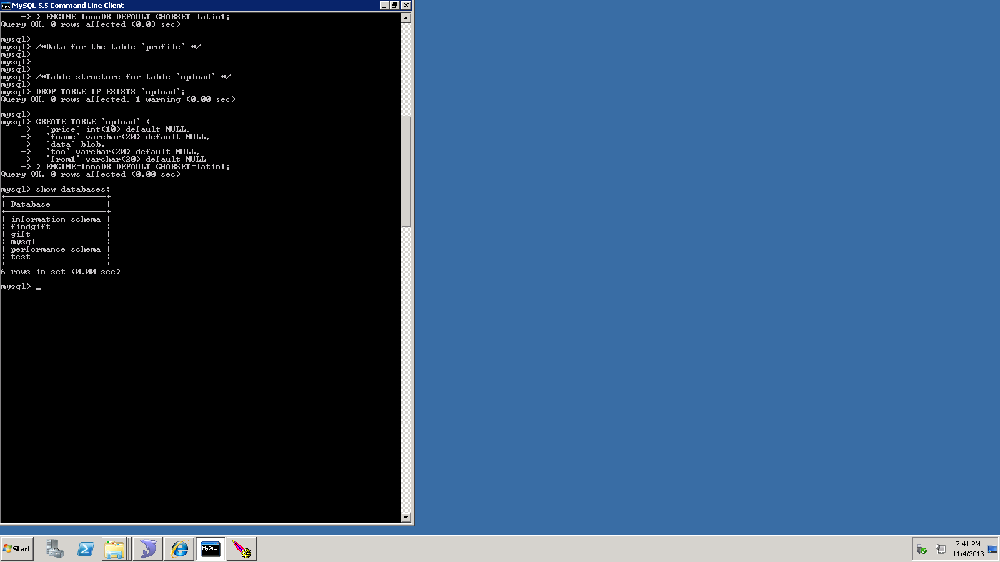 MySQL 5.5 Command Line Client
    -> ) ENGINE=InnoDB DEFAULT CHARSET=latin1;
Query OK, 0 rows affected (0.03 sec)
mysql>
mysql> /*Data for the table `profile` */
mysql>
mysql>
mysql>
mysql> /*Table structure for table `upload` */
mysql>
mysql> DROP TABLE IF EXISTS `upload`;
Query OK, 0 rows affected, 1 warning (0.00 sec)
mysql>
mysql> CREATE TABLE `upload` (
    ->   `price` int(10) default NULL,
    ->   `fname` varchar(20) default NULL,
    ->   `data` blob,
    ->   `too` varchar(20) default NULL,
    ->   `from1` varchar(20) default NULL
    -> ) ENGINE=InnoDB DEFAULT CHARSET=latin1;
Query OK, 0 rows affected (0.00 sec)
mysql> show databases;
+--------------------+
| Database           |
+--------------------+
| information_schema |
| findgift           |
| gift               |
| mysql              |
| performance_schema |
| test               |
+--------------------+
6 rows in set (0.00 sec)
mysql> _
Start
MySQL
7:41 PM
11/4/2013